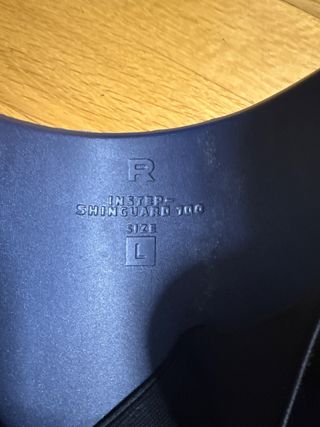 R
INSTEP-
SHINGUARD 100
SIZE
L